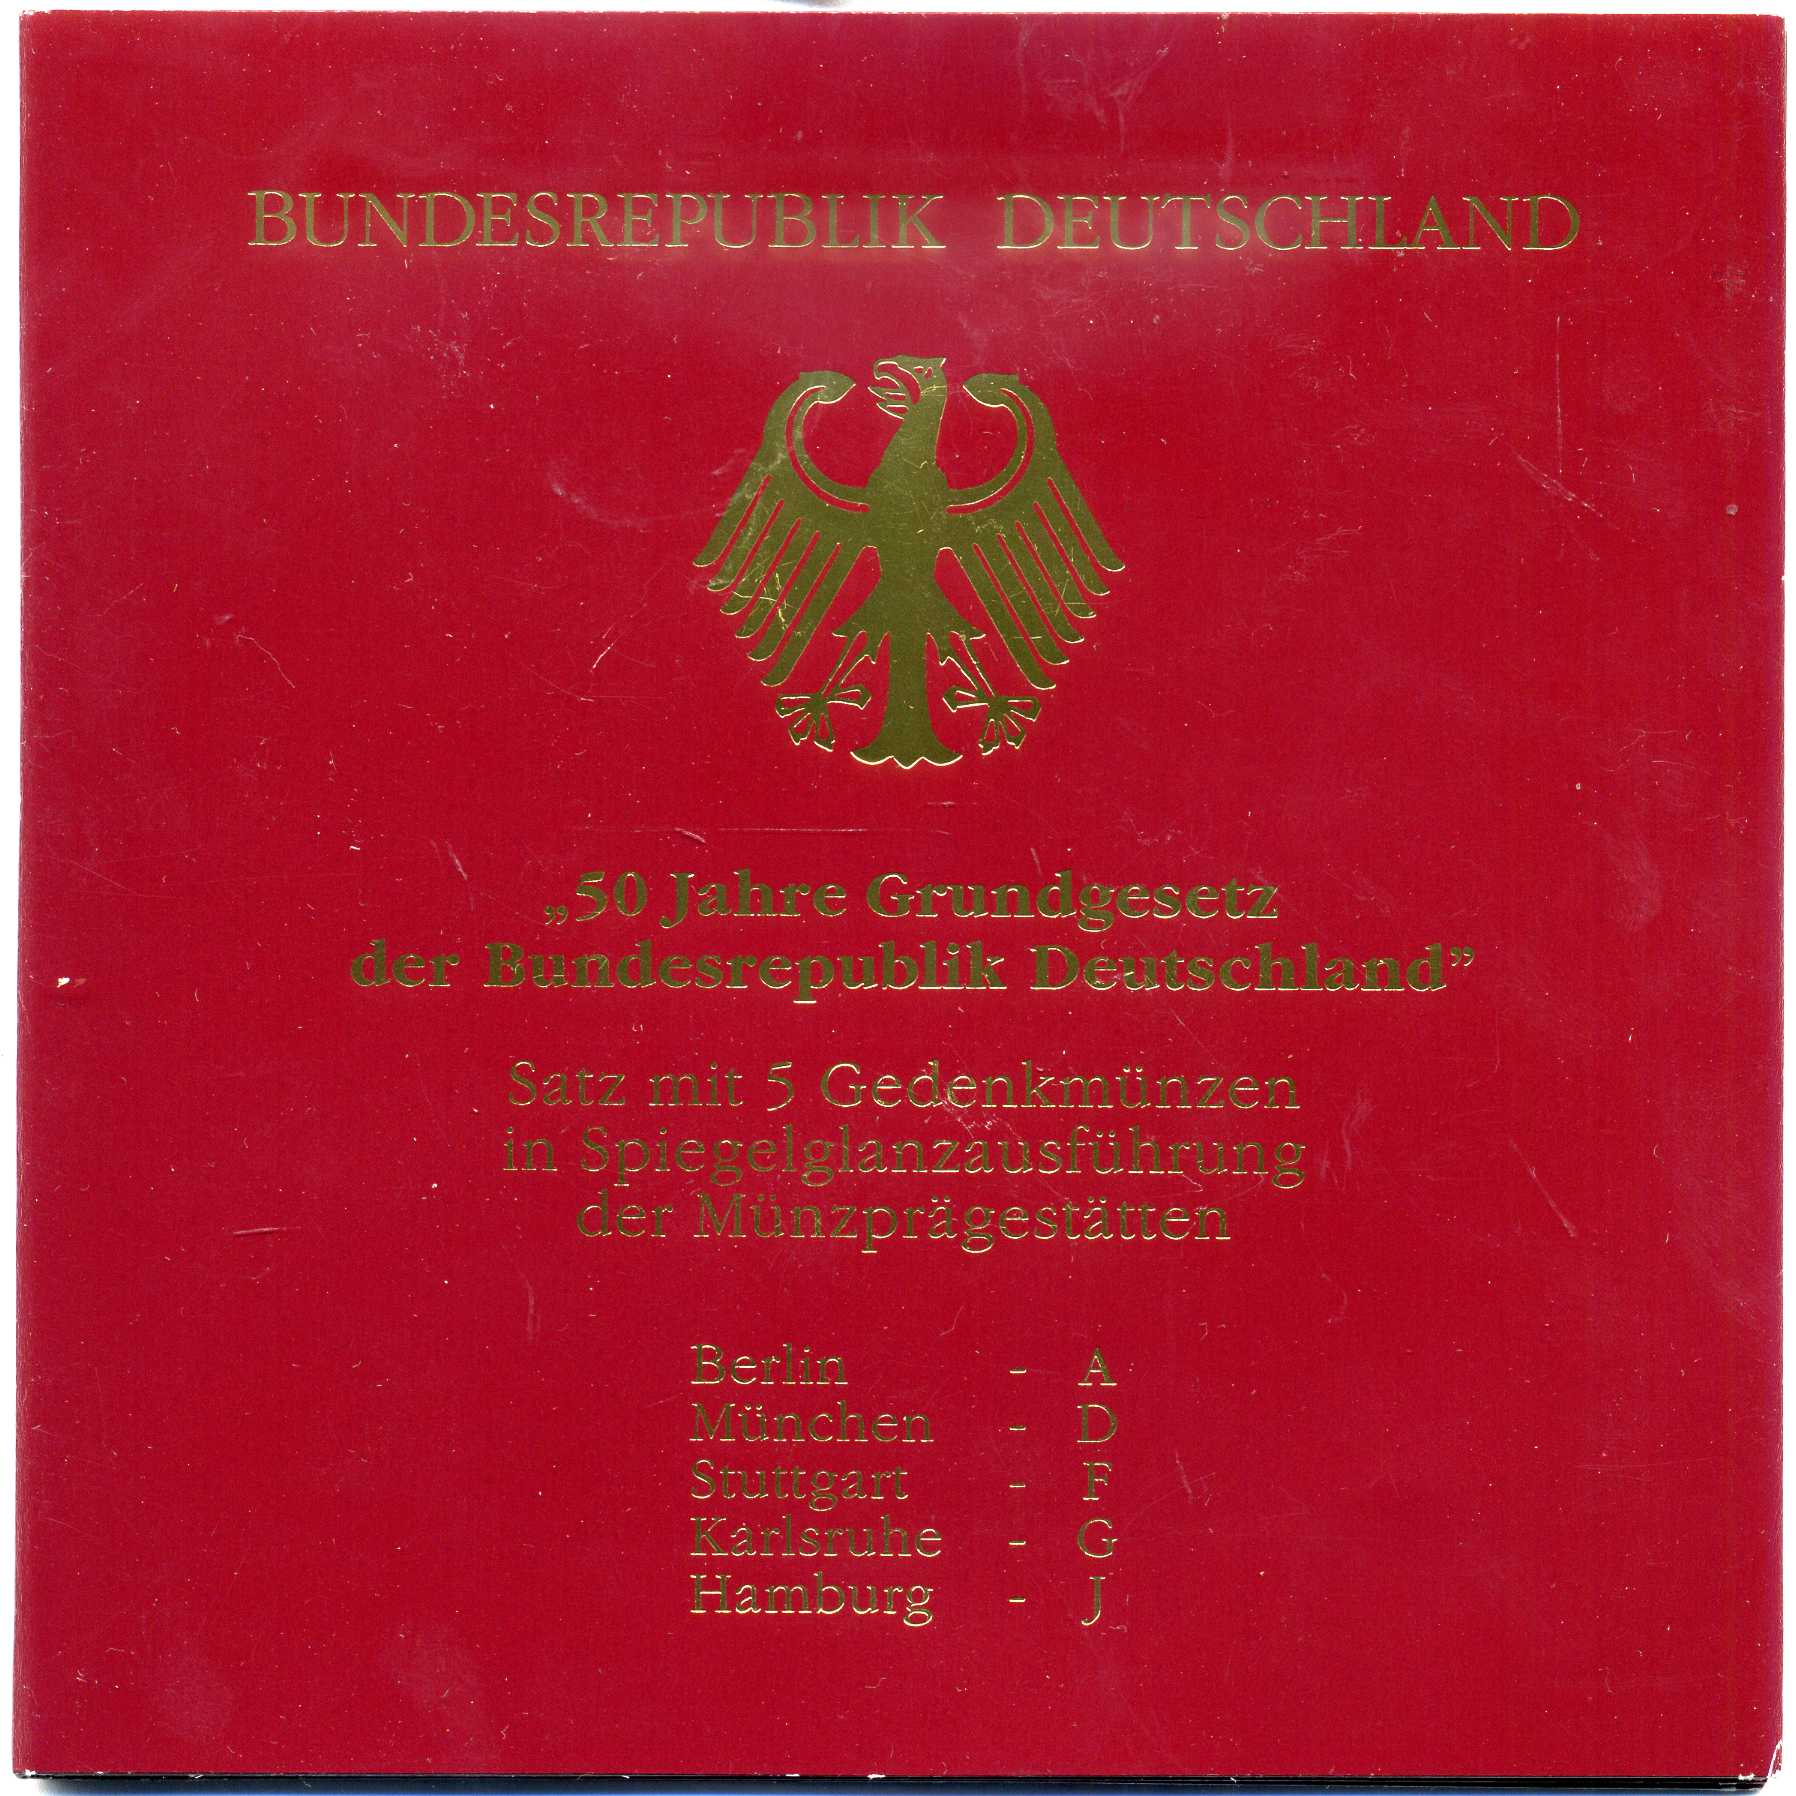 BUNDESREPUBLIK DEUTSCHLAND
„50 Jahre Grundgesetz
der Bundesrepublik Deutschland”
Satz mit 5 Gedenkmünzen
in Spiegelglanzausführung
der Münzprägestätten
Berlin - A
München - D
Stuttgart - F
Karlsruhe - G
Hamburg - J